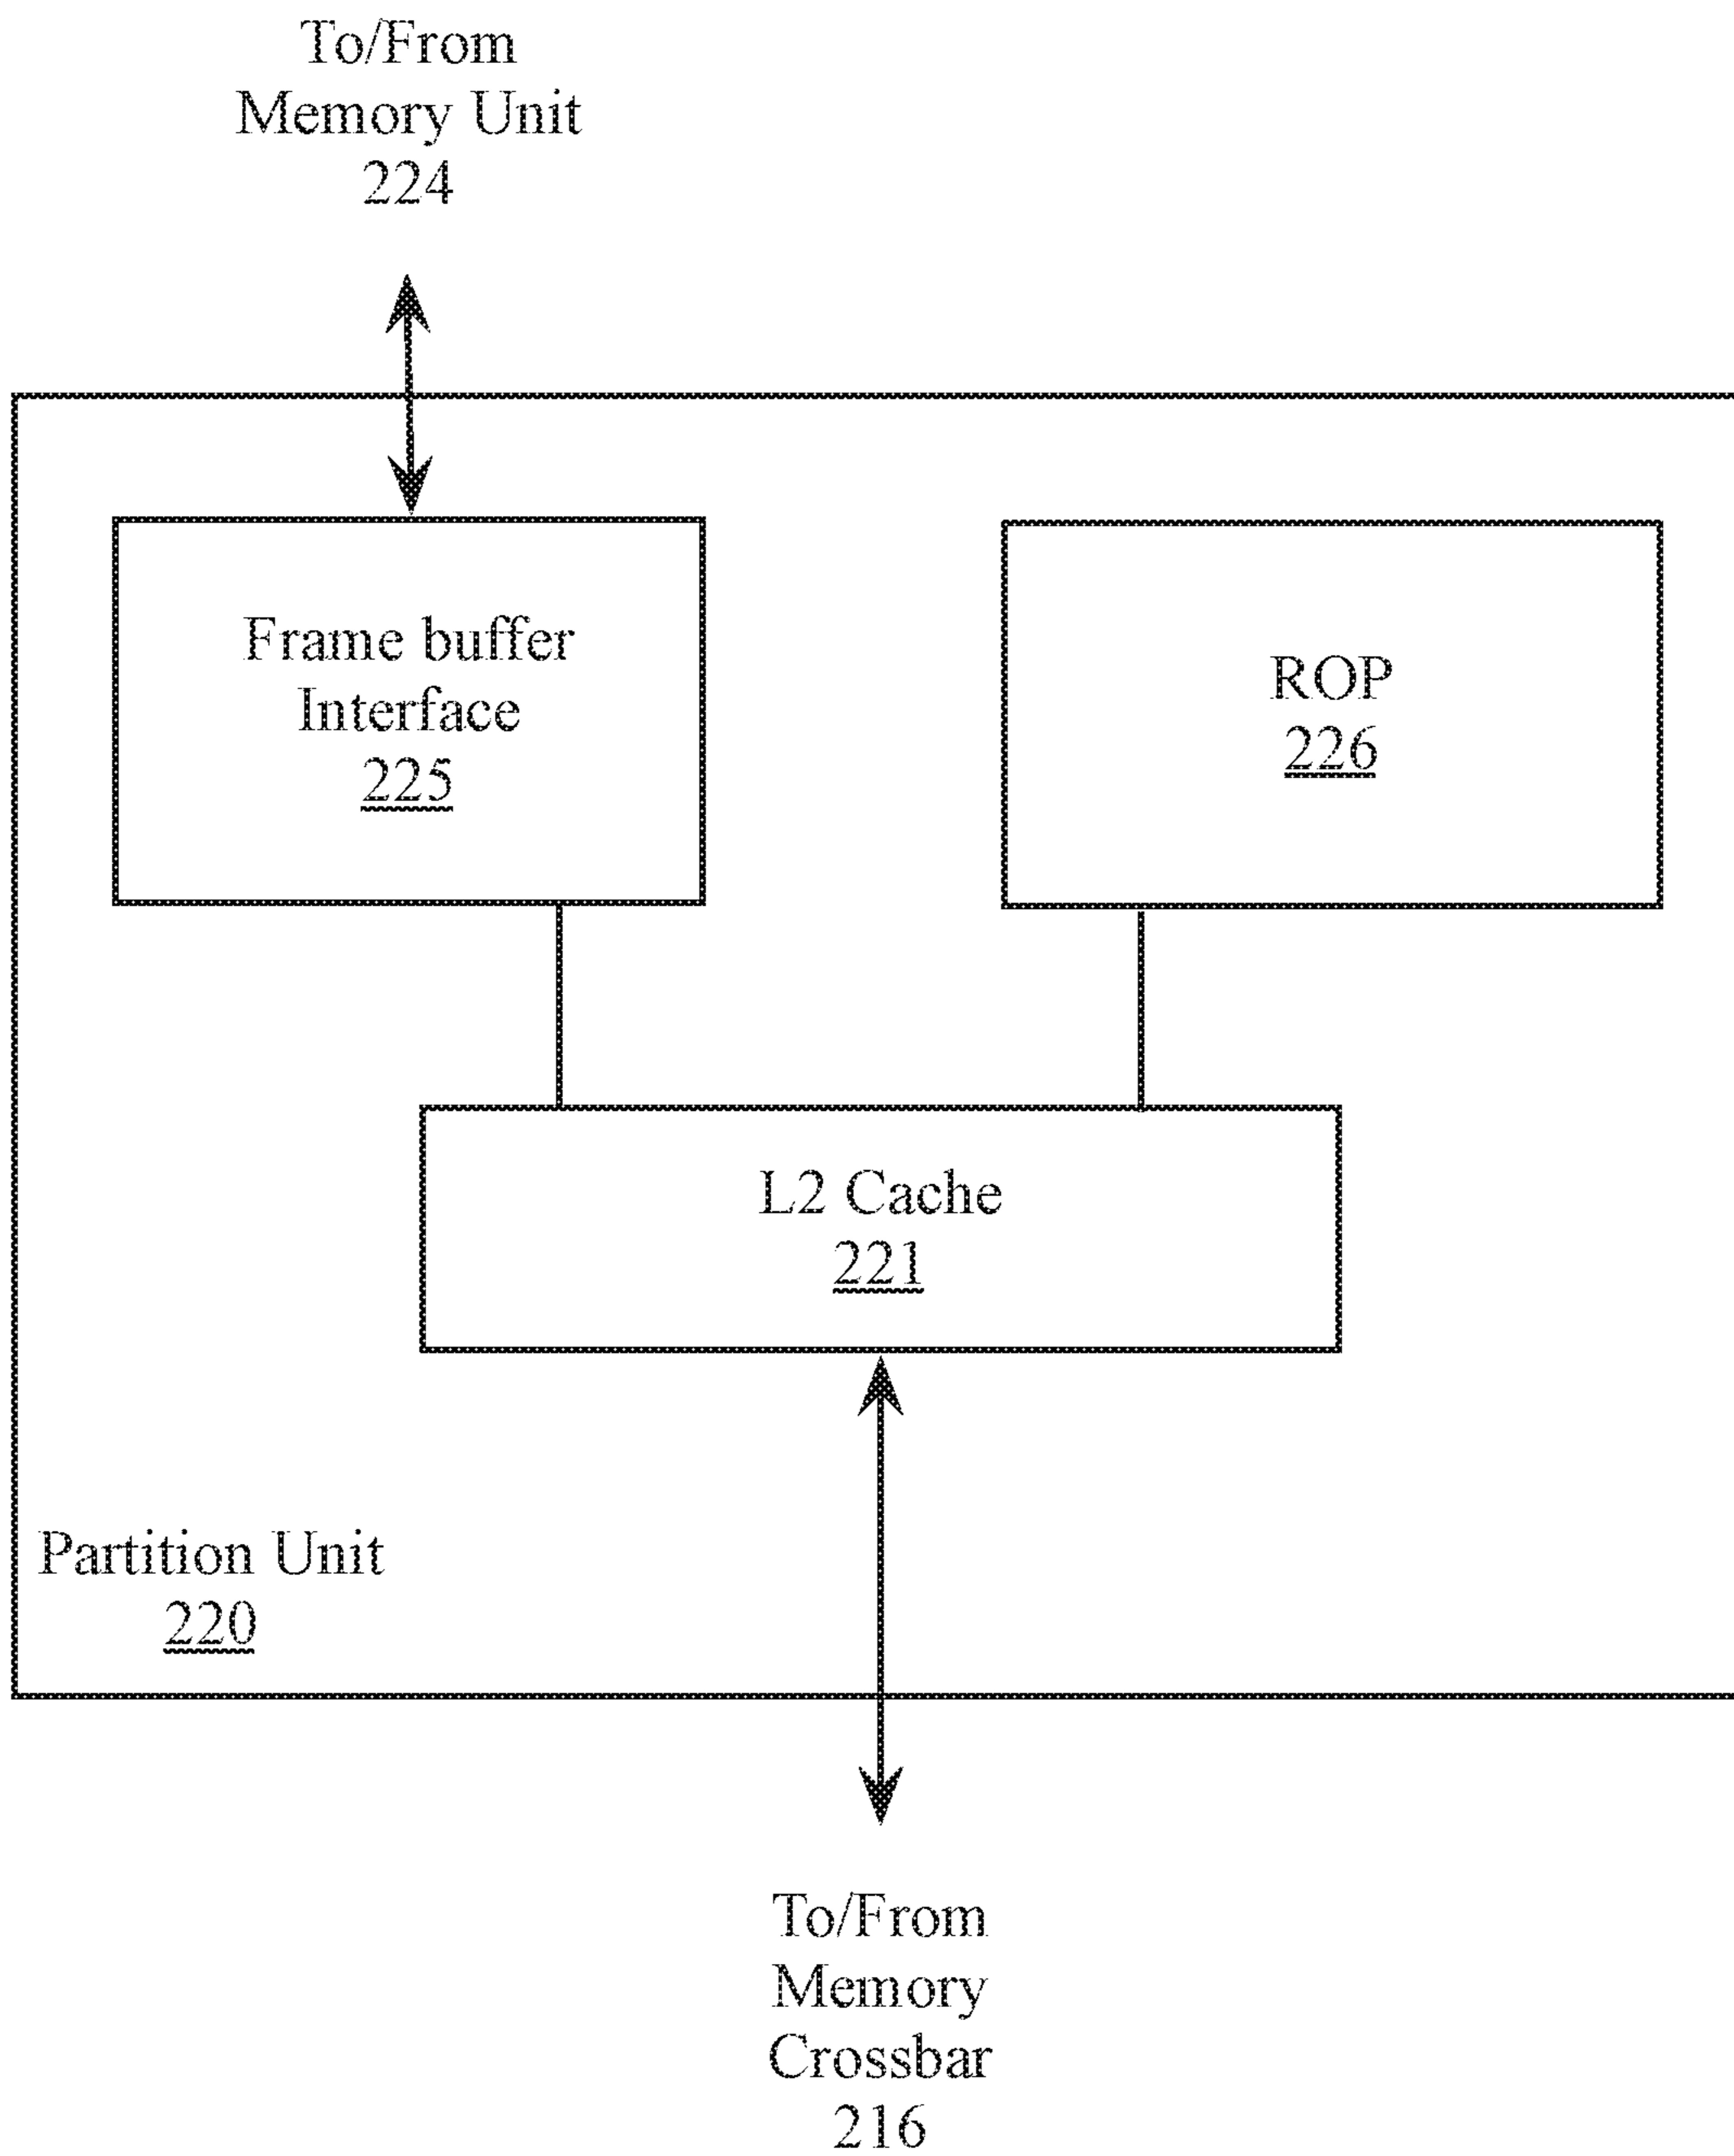 To/From
Memory Unit
224
Frame buffer
Interface
225
ROP
226
L2 Cache
221
Partition Unit
220
To/From
Memory
Crossbar
216